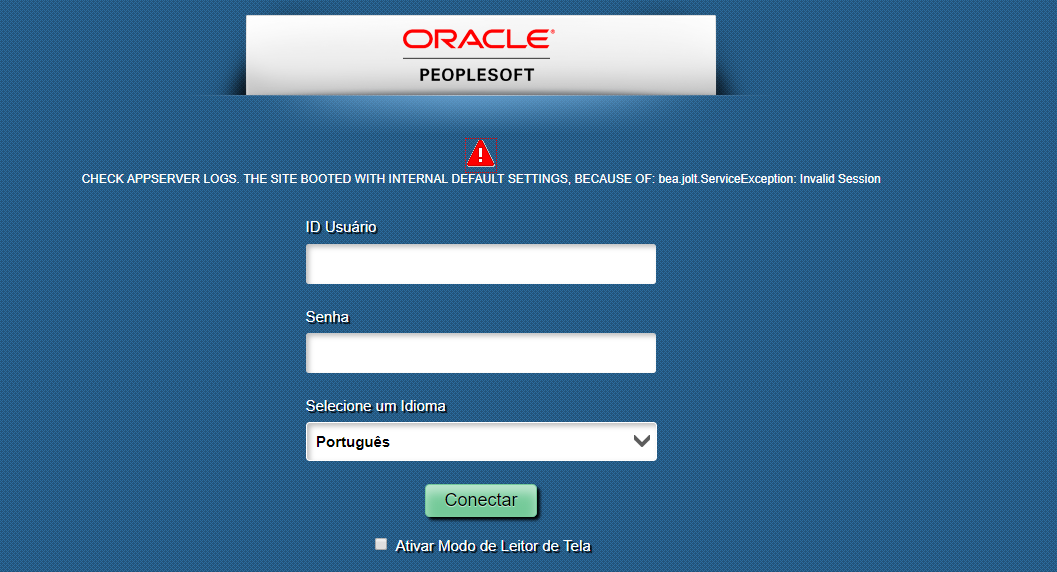 ORACLE®
PEOPLESOFT
CHECK APPSERVER LOGS. THE SITE BOOTED WITH INTERNAL DEFAULT SETTINGS, BECAUSE OF: bea.jolt.ServiceException: Invalid Session
ID Usuário
Senha
Selecione um Idioma
Português
Conectar
Ativar Modo de Leitor de Tela